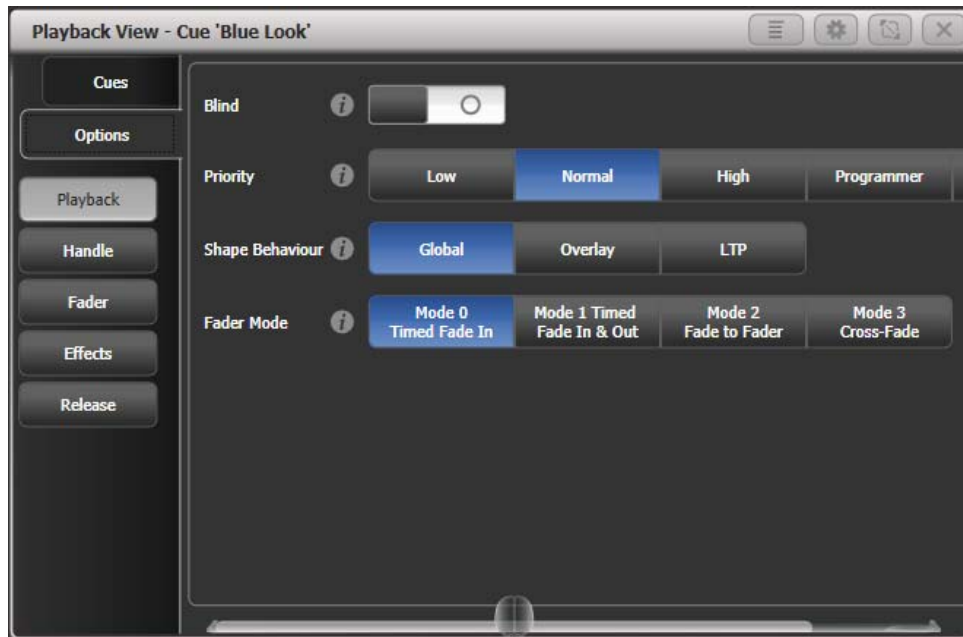 Playback View - Cue 'Blue Look'
Cues
Options
Playback
Handle
Fader
Effects
Release
Blind
Priority
Low
Normal
High
Programmer
Shape Behaviour
Global
Overlay
LTP
Fader Mode
Mode 0
Timed Fade In
Mode 1 Timed
Fade In & Out
Mode 2
Fade to Fader
Mode 3
Cross-Fade